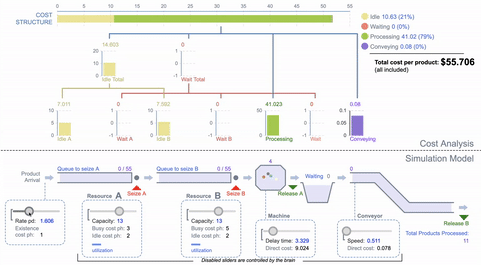 COST STRUCTURE
0 5 10 15 20 25 30 35 40 45 50 55
Idle 10.63 (21%)
Waiting 0 (0%)
Processing 41.02 (79%)
Conveying 0.08 (0%)
Total cost per product: $55.706
(all included)
14.603
Idle Total
0
Wait Total
7.011
Idle A
0
Wait A
7.592
Idle B
0
Wait B
41.023
Processing
0
Wait
0.08
Conveying
Cost Analysis
Simulation Model
Product Arrival
Queue to seize A
0 / 55
Seize A
Queue to seize B
0 / 55
Seize B
4
Release A
Waiting 0
0
Release B
Rate pd: 1.806
Existence cost ph: 1
Resource A
Capacity: 13
Busy cost ph: 3
Idle cost ph: 2
utilization
Resource B
Capacity: 13
Busy cost ph: 5
Idle cost ph: 2
utilization
Machine
Delay time: 3.329
Direct cost: 9.024
Conveyor
Speed: 0.511
Direct cost: 0.078
Total Products Processed:
11
Disabled sliders are controlled by the brain